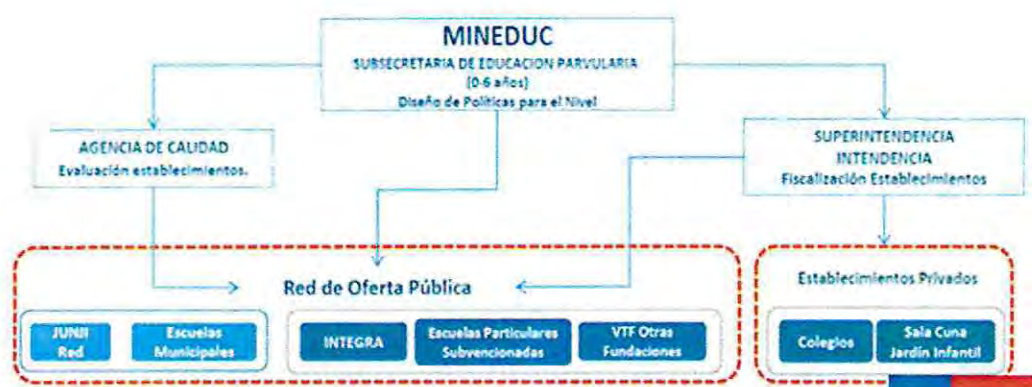 MINEDUC
SUBSECRETARIA DE EDUCACION PARVULARIA
(0-6 años)
Diseño de Políticas para el Nivel
AGENCIA DE CALIDAD
Evaluación establecimientos.
SUPERINTENDENCIA
INTENDENCIA
Fiscalización Establecimientos
Red de Oferta Pública
JUNJI
Red
Escuelas
Municipales
INTEGRA
Escuelas Particulares
Subvencionadas
VTF Otras
Fundaciones
Establecimientos Privados
Colegios
Sala Cuna
Jardín Infantil